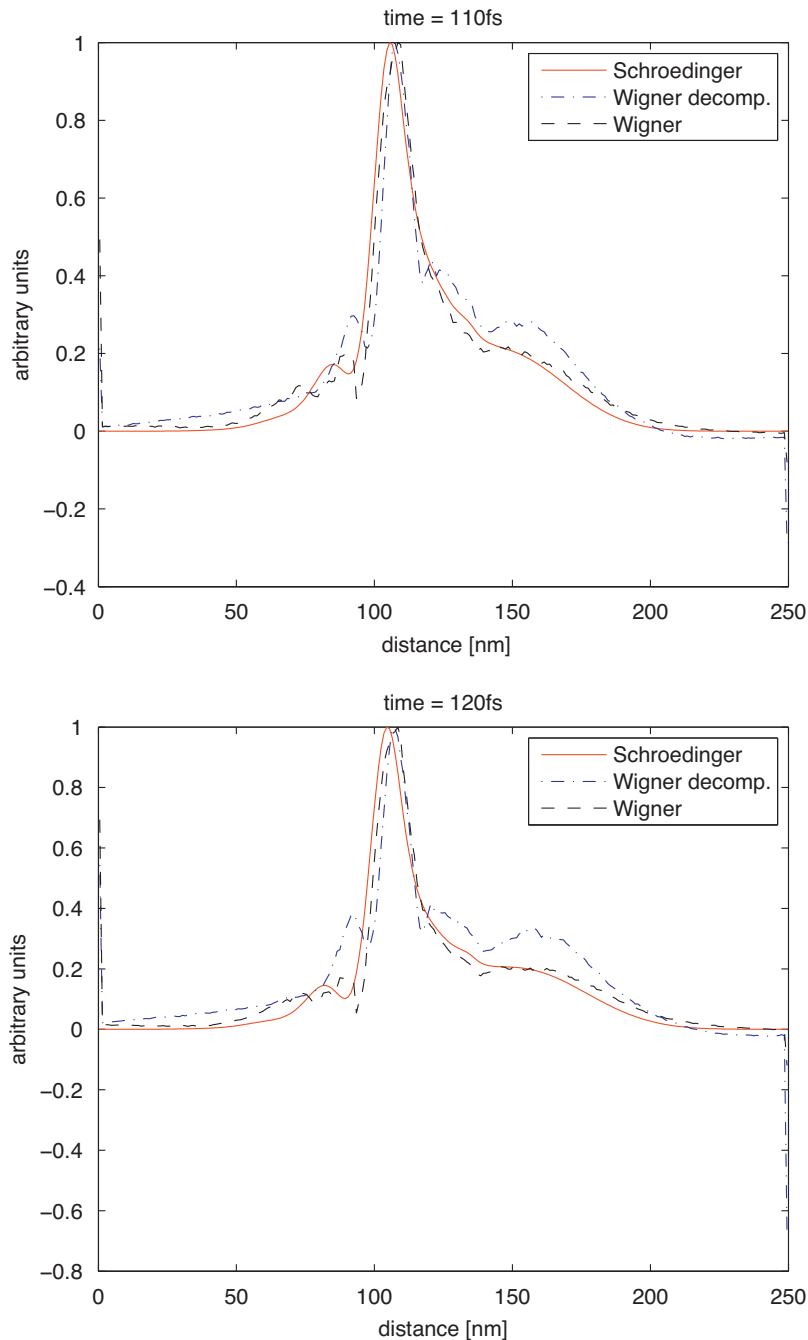 time = 110fs
1
0.8
0.6
0.4
0.2
0
−0.2
−0.4
0 50 100 150 200 250
distance [nm]
arbitrary units
Schroedinger
Wigner decomp.
Wigner
time = 120fs
1
0.8
0.6
0.4
0.2
0
−0.2
−0.4
−0.6
−0.8
0 50 100 150 200 250
distance [nm]
arbitrary units
Schroedinger
Wigner decomp.
Wigner